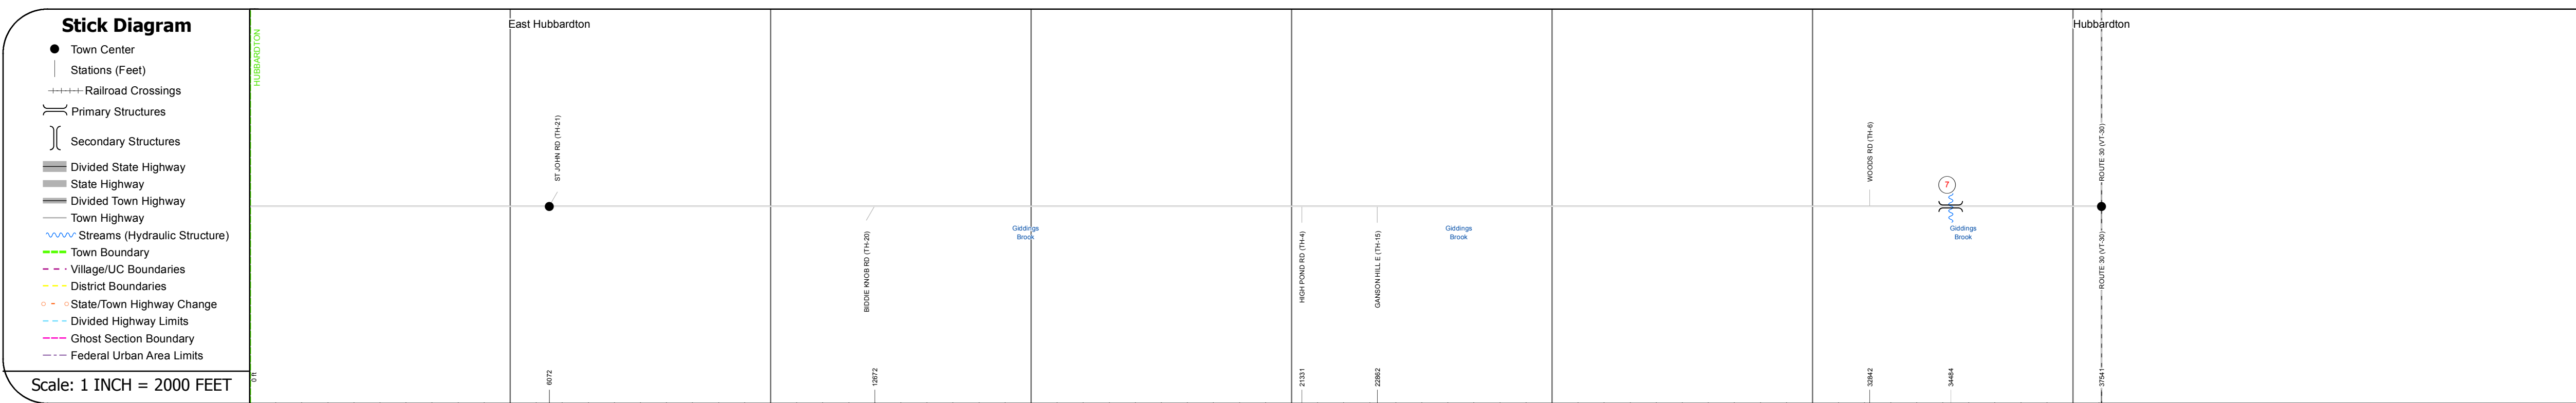 Stick Diagram
Town Center
Stations (Feet)
Railroad Crossings
Primary Structures
Secondary Structures
Divided State Highway
State Highway
Divided Town Highway
Town Highway
Streams (Hydraulic Structure)
Town Boundary
Village/UC Boundaries
District Boundaries
State/Town Highway Change
Divided Highway Limits
Ghost Section Boundary
Federal Urban Area Limits
Scale: 1 INCH = 2000 FEET
HUBBARDTON
0 ft
East Hubbardton
ST JOHN RD (TH-21)
6072
BIDDIE KNOB RD (TH-20)
12672
Giddings
Brook
HIGH POND RD (TH-4)
21331
GANSON HILL E (TH-15)
22862
Giddings
Brook
WOODS RD (TH-6)
32842
7
34484
Giddings
Brook
Hubbardton
ROUTE 30 (VT-30)
ROUTE 30 (VT-30)
37541